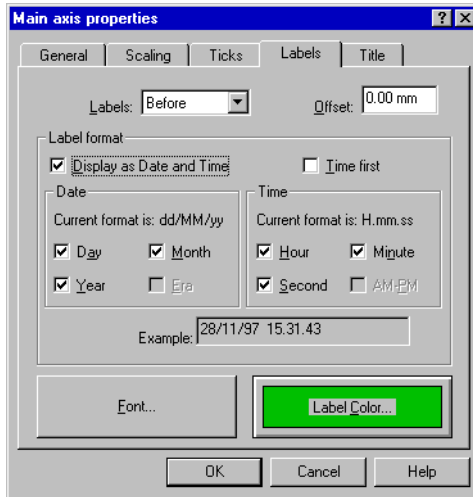 Main axis properties
General Scaling Ticks Labels Title
Labels: Before Offset: 0.00 mm
Label format
Display as Date and Time Time first
Date Time
Current format is: dd/MM/yy Current format is: H.mm.ss
Day Month Hour Minute
Year Era Second AM-PM
Example: 28/11/97 15.31.43
Font... Label Color...
OK Cancel Help